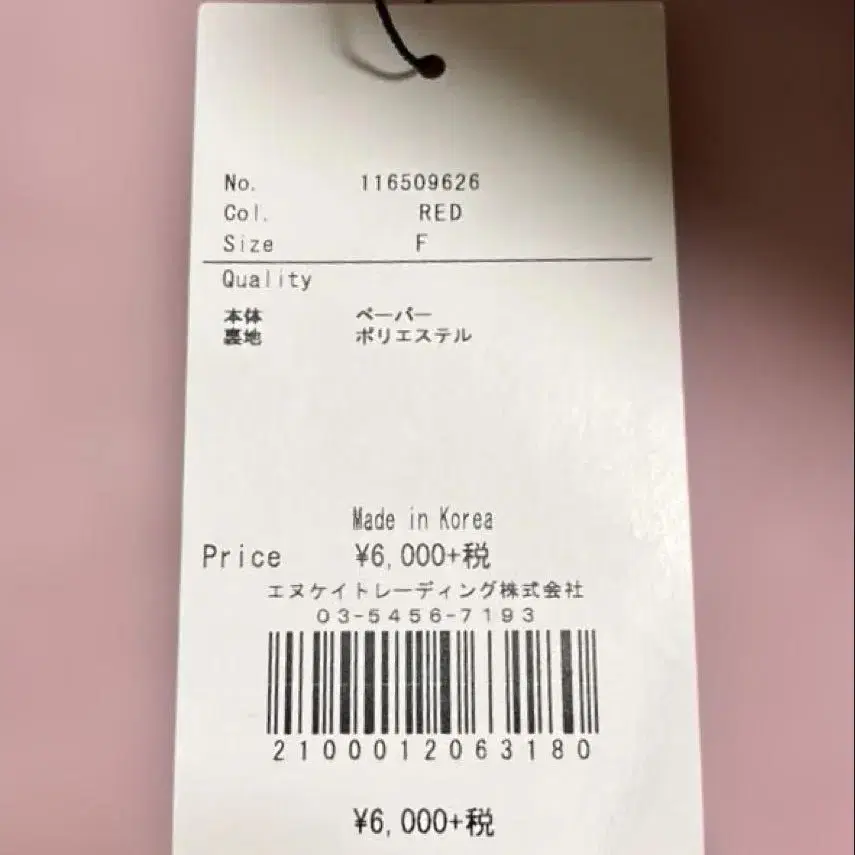 No. 116509626
Col. RED
Size F
Quality
本体 ペーパー
裏地 ポリエステル
Made in Korea
Price ¥6,000+税
エヌケイトレーディング株式会社
03-5456-7193
2100012063180
¥6,000+税